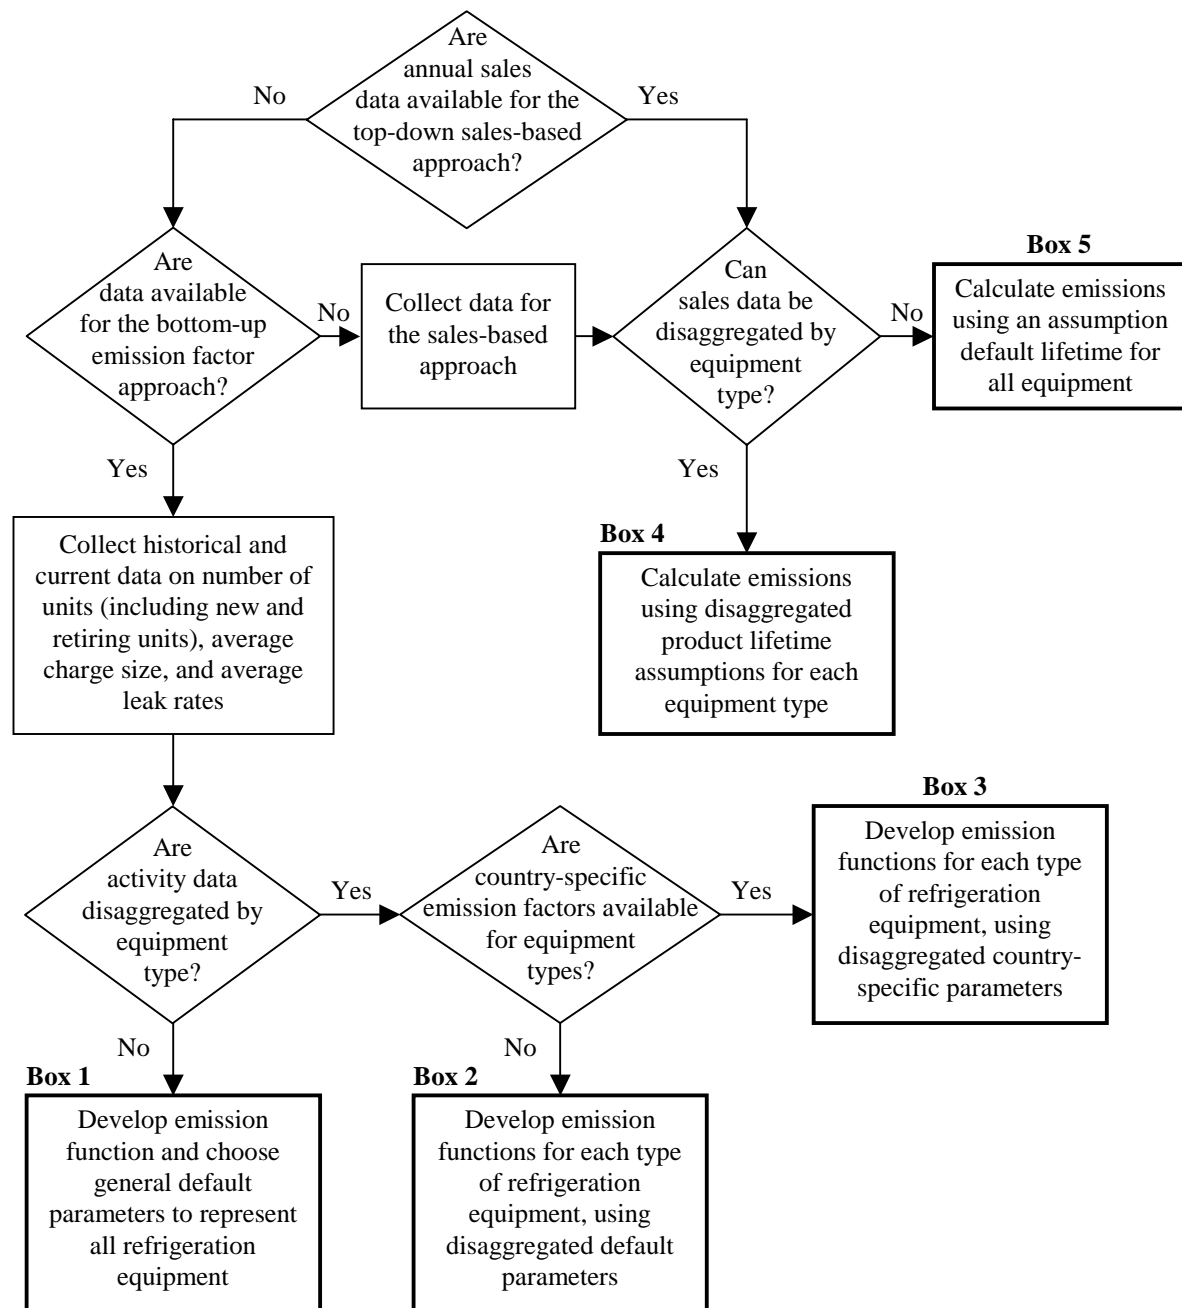 Are
annual sales
data available for the
top-down sales-based
approach?
No
Yes
Are
data available
for the bottom-up
emission factor
approach?
No
Collect data for
the sales-based
approach
Can
sales data be
disaggregated by
equipment
type?
No
Box 5
Calculate emissions
using an assumption
default lifetime for
all equipment
Yes
Yes
Collect historical and
current data on number of
units (including new and
retiring units), average
charge size, and average
leak rates
Box 4
Calculate emissions
using disaggregated
product lifetime
assumptions for each
equipment type
Are
activity data
disaggregated by
equipment
type?
Yes
Are
country-specific
emission factors available
for equipment
types?
Yes
Box 3
Develop emission
functions for each type
of refrigeration
equipment, using
disaggregated country-
specific parameters
No
No
Box 1
Develop emission
function and choose
general default
parameters to represent
all refrigeration
equipment
Box 2
Develop emission
functions for each type
of refrigeration
equipment, using
disaggregated default
parameters